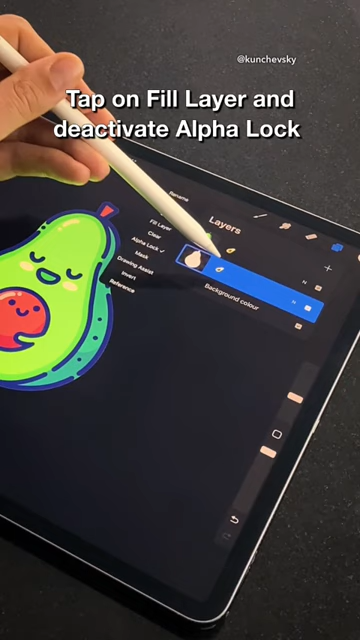 @kunchevsky
Tap on Fill Layer and
deactivate Alpha Lock
Rename
Layers
Fill Layer
Clear
Alpha Lock ✓
Mask
Drawing Assist
Invert
Reference
N
Background colour
N